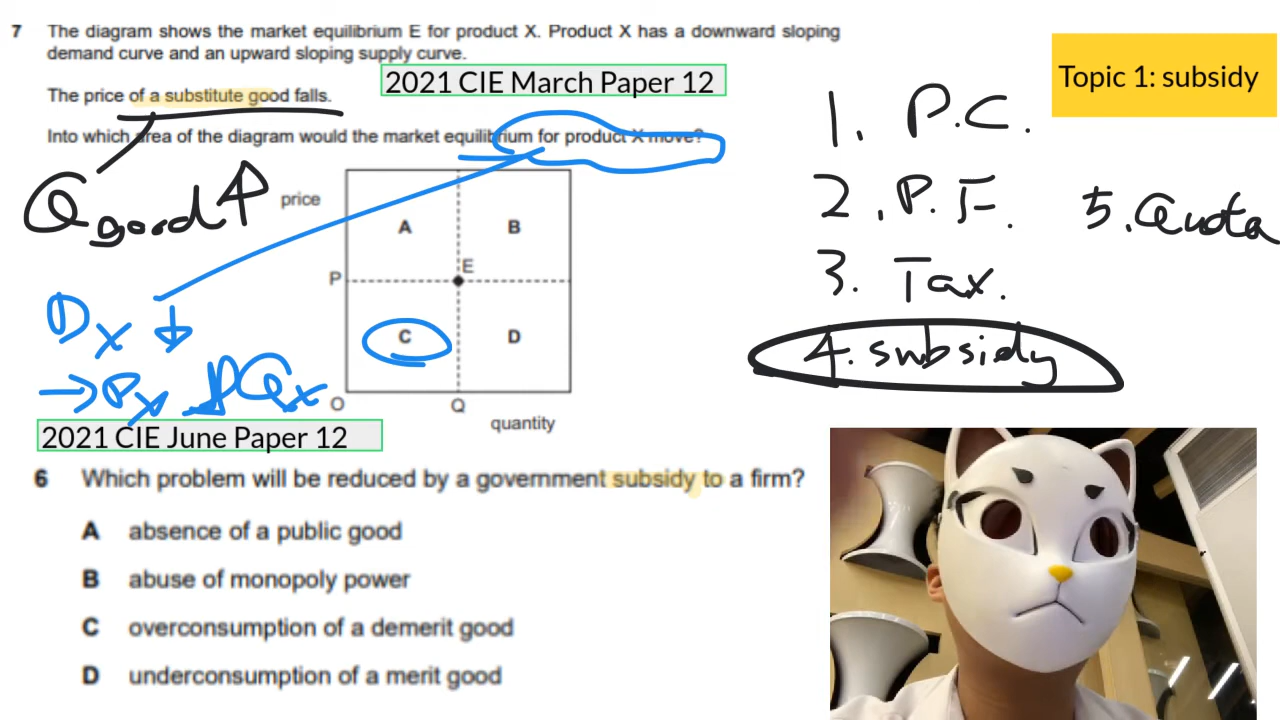 7 The diagram shows the market equilibrium E for product X. Product X has a downward sloping
demand curve and an upward sloping supply curve.
2021 CIE March Paper 12
The price of a substitute good falls.
Into which area of the diagram would the market equilibrium for product X move?
Q good ↑
price
A B
P E
C D
O Q
quantity
D X ↓
→ P X ↓ Q X
Topic 1: subsidy
1. P.C.
2. P.F.
3. Tax.
4. subsidy
5. Quota
2021 CIE June Paper 12
6 Which problem will be reduced by a government subsidy to a firm?
A absence of a public good
B abuse of monopoly power
C overconsumption of a demerit good
D underconsumption of a merit good